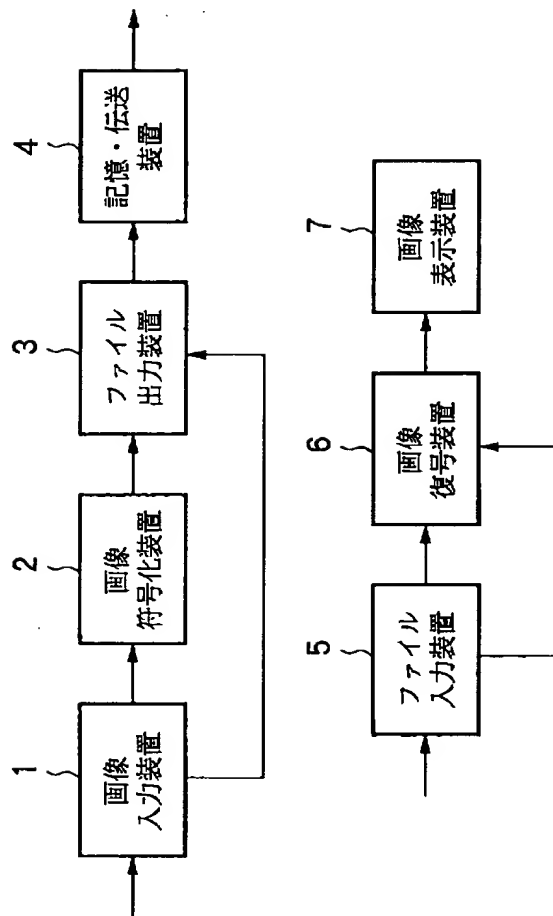 1
画像
入力装置
2
画像
符号化装置
3
ファイル
出力装置
4
記憶・伝送
装置
5
ファイル
入力装置
6
画像
復号装置
7
画像
表示装置